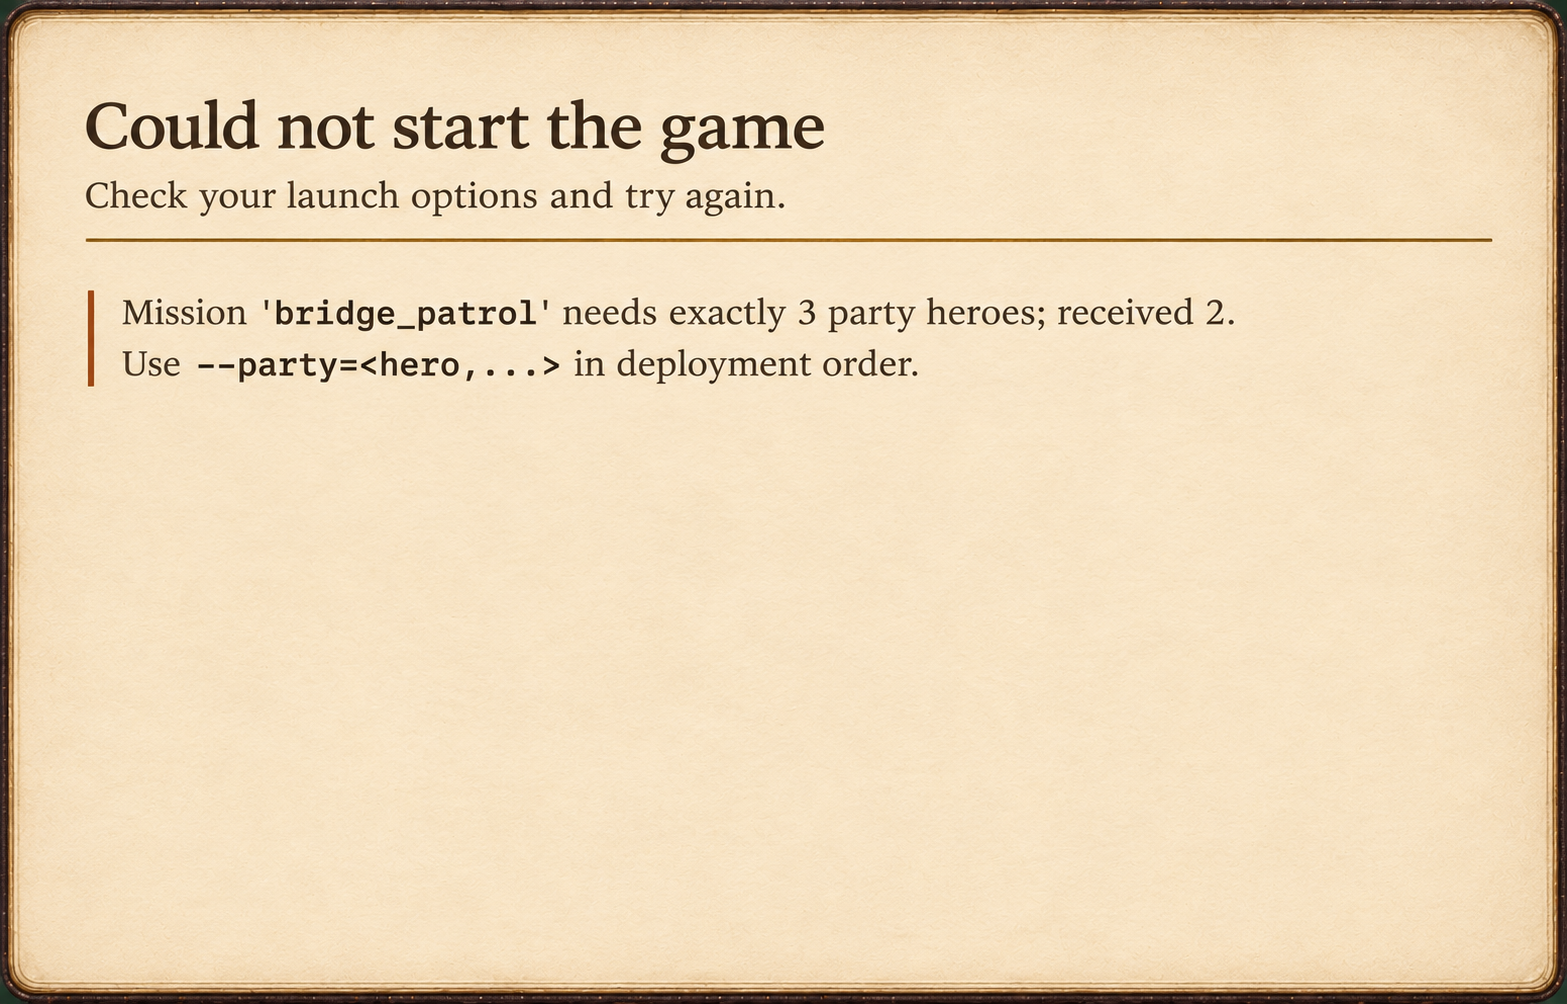 Could not start the game
Check your launch options and try again.
Mission 'bridge_patrol' needs exactly 3 party heroes; received 2.
Use --party=<hero,...> in deployment order.